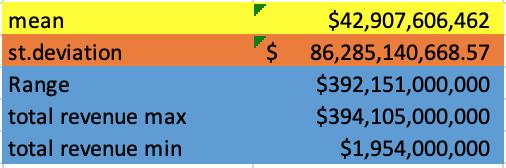 mean $42,907,606,462
st.deviation $ 86,285,140,668.57
Range $392,151,000,000
total revenue max $394,105,000,000
total revenue min $1,954,000,000